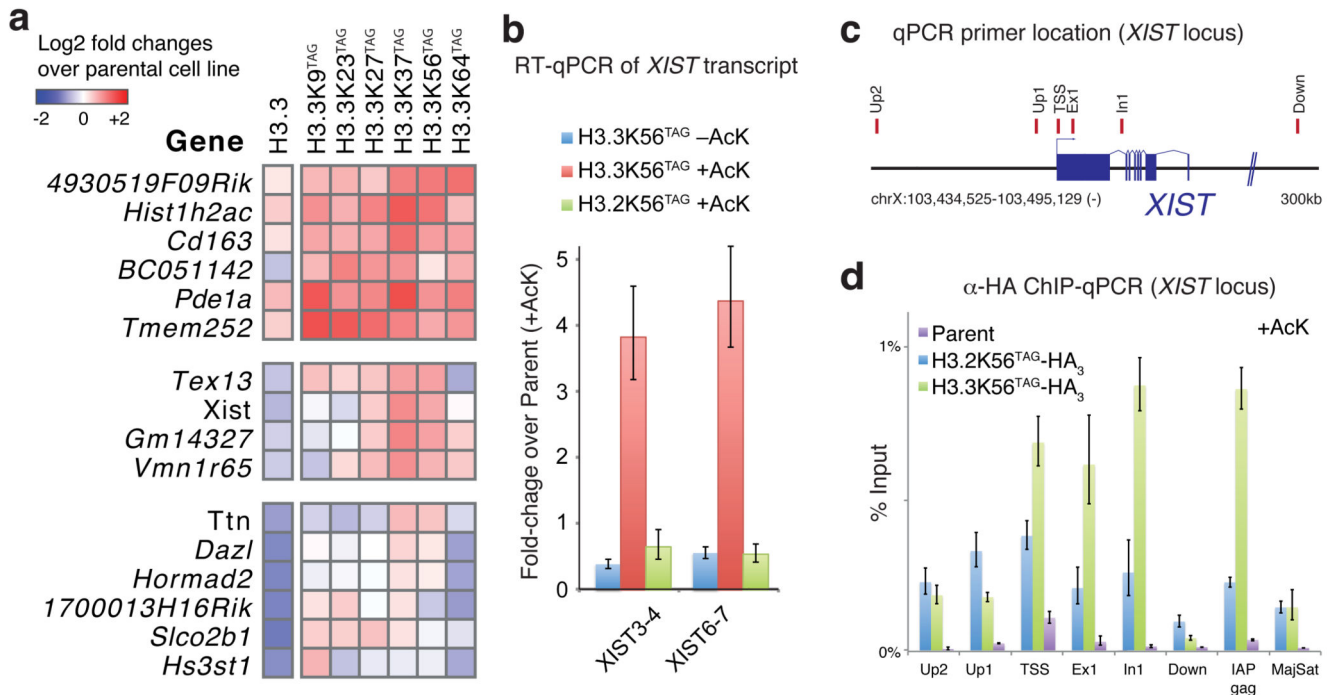 a
Log2 fold changes
over parental cell line
-2 0 +2
Gene
H3.3
H3.3K9TAG
H3.3K23TAG
H3.3K27TAG
H3.3K37TAG
H3.3K56TAG
H3.3K64TAG
4930519F09Rik
Hist1h2ac
Cd163
BC051142
Pde1a
Tmem252
Tex13
Xist
Gm14327
Vmn1r65
Ttn
Dazl
Hormad2
1700013H16Rik
Slco2b1
Hs3st1
b
RT-qPCR of XIST transcript
H3.3K56TAG –AcK
H3.3K56TAG +AcK
H3.2K56TAG +AcK
Fold-chage over Parent (+AcK)
5
4
3
2
1
0
XIST3-4
XIST6-7
c
qPCR primer location (XIST locus)
Up2
Up1
TSS
Ex1
In1
Down
chrX:103,434,525-103,495,129 (-)
XIST
300kb
d
α-HA ChIP-qPCR (XIST locus)
Parent
H3.2K56TAG-HA3
H3.3K56TAG-HA3
+AcK
% Input
1%
0%
Up2 Up1 TSS Ex1 In1 Down IAP gag MajSat